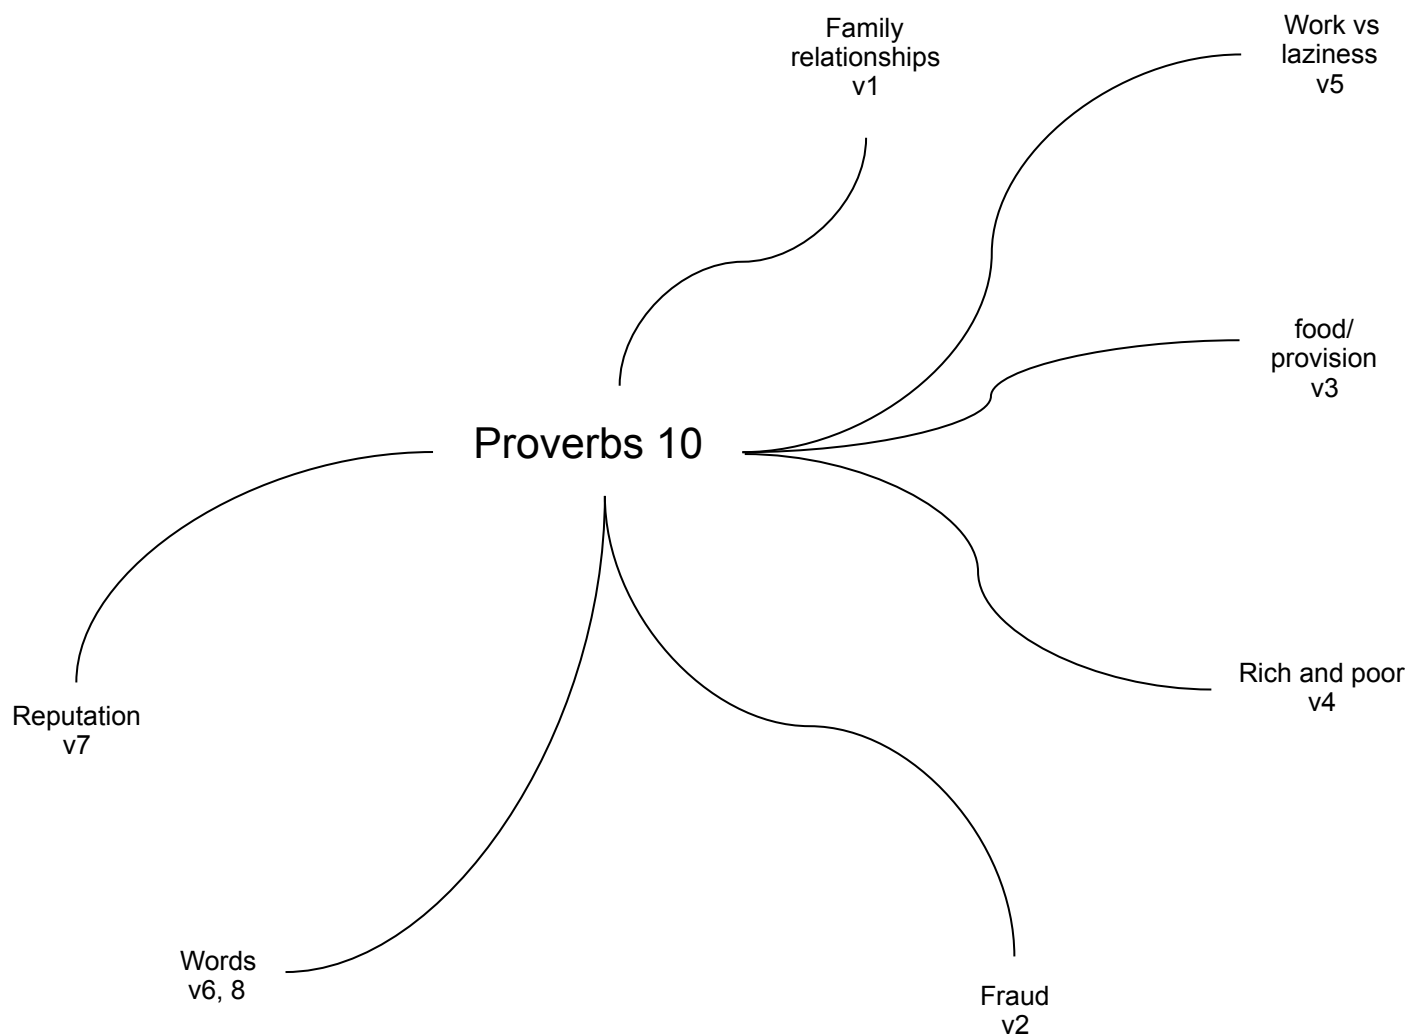 Family
relationships
v1
Work vs
laziness
v5
food/
provision
v3
Proverbs 10
Rich and poor
v4
Reputation
v7
Words
v6, 8
Fraud
v2